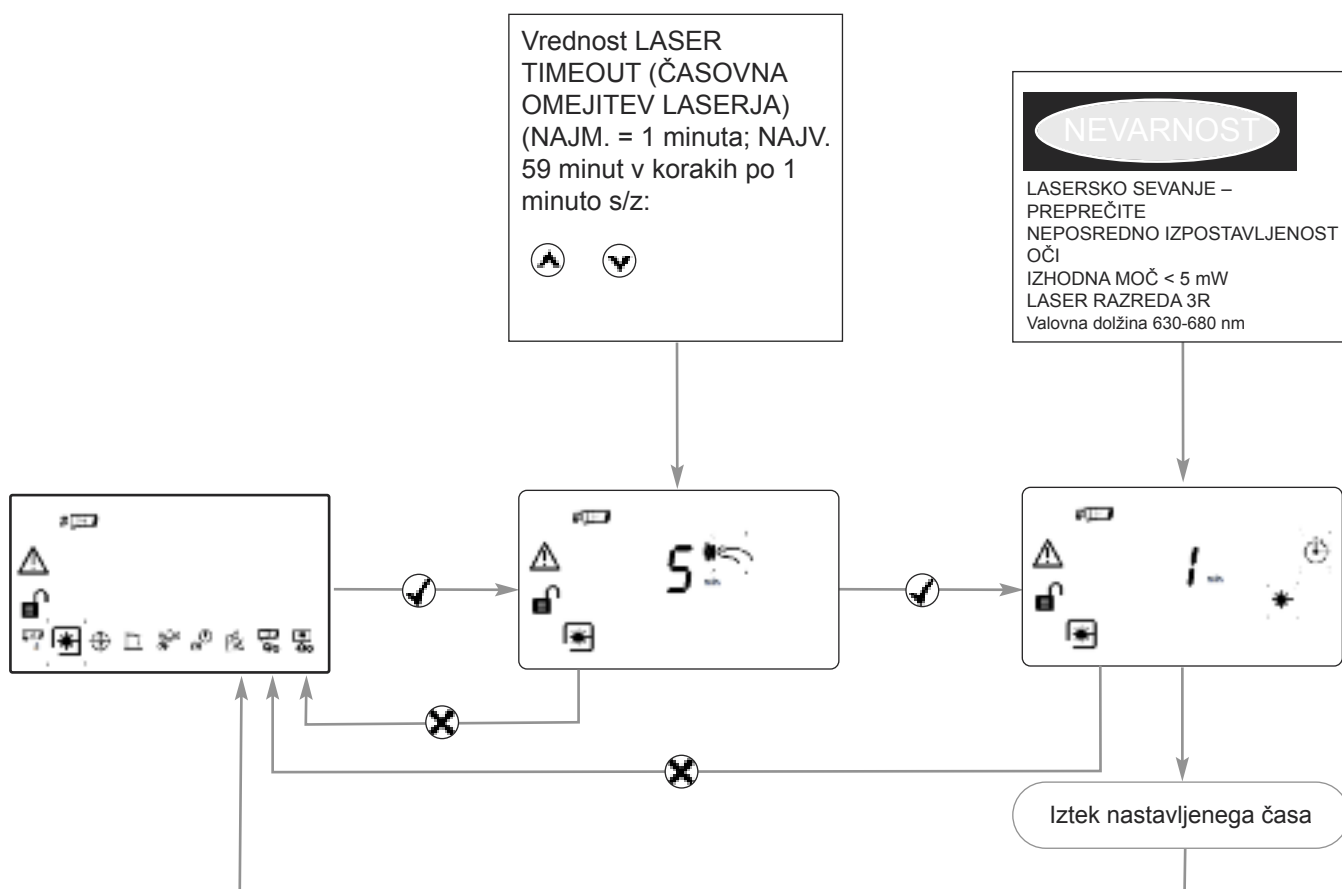 Vrednost LASER
TIMEOUT (ČASOVNA
OMEJITEV LASERJA)
(NAJM. = 1 minuta; NAJV.
59 minut v korakih po 1
minuto s/z:
NEVARNOST
LASERSKO SEVANJE –
PREPREČITE
NEPOSREDNO IZPOSTAVLJENOST
OČI
IZHODNA MOČ < 5 mW
LASER RAZREDA 3R
Valovna dolžina 630-680 nm
5
1
Iztek nastavljenega časa